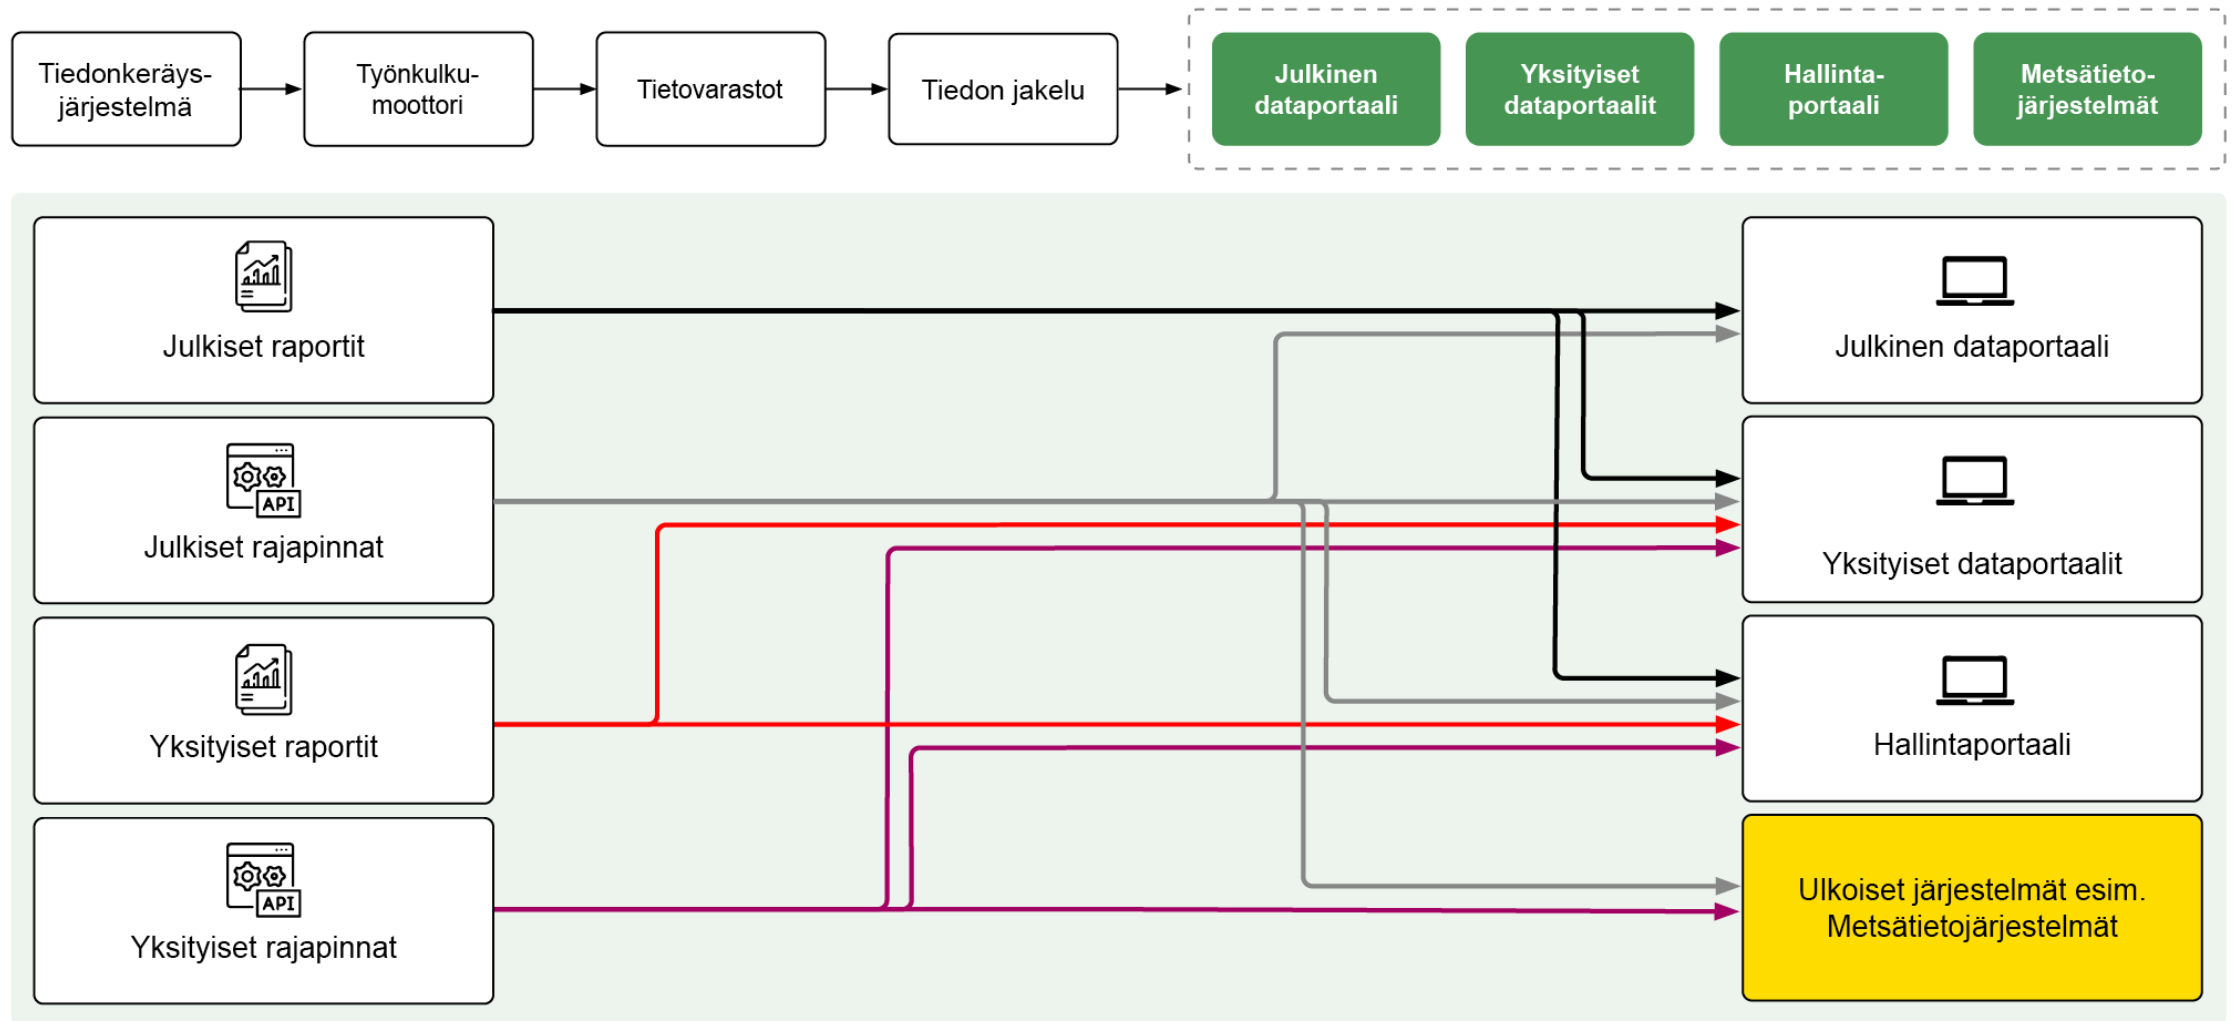 Tiedonkeräys-
järjestelmä
Työnkulku-
moottori
Tietovarastot
Tiedon jakelu
Julkinen
dataportaali
Yksityiset
dataportaalit
Hallinta-
portaali
Metsätieto-
järjestelmät
Julkiset raportit
API
Julkiset rajapinnat
Yksityiset raportit
API
Yksityiset rajapinnat
Julkinen dataportaali
Yksityiset dataportaalit
Hallintaportaali
Ulkoiset järjestelmät esim.
Metsätietojärjestelmät